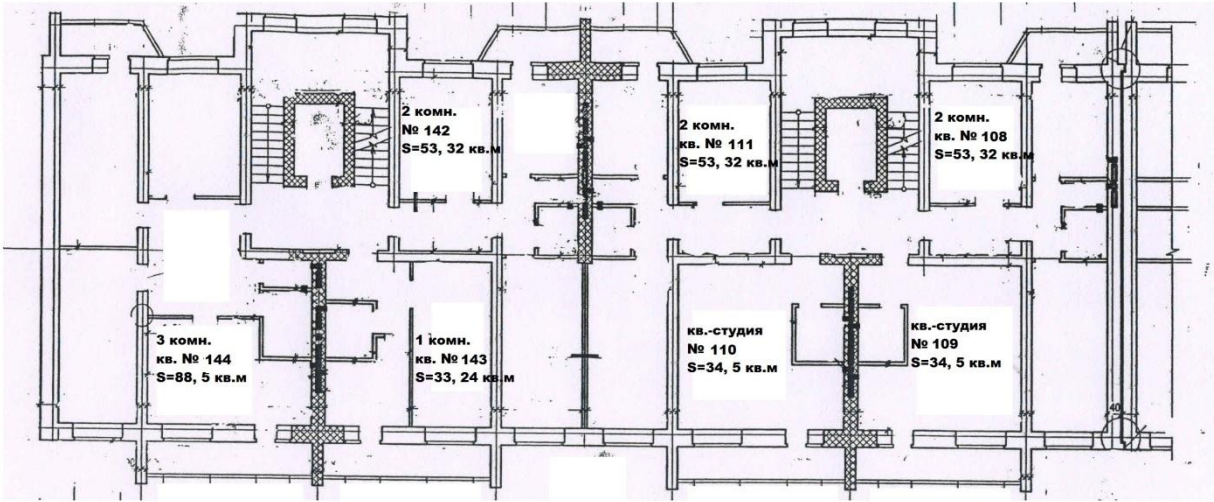 2 комн.
№ 142
S=53, 32 кв.м
2 комн.
кв. № 111
S=53, 32 кв.м
2 комн.
кв. № 108
S=53, 32 кв.м
3 комн.
кв. № 144
S=88, 5 кв.м
1 комн.
кв. № 143
S=33, 24 кв.м
кв.-студия
№ 110
S=34, 5 кв.м
кв.-студия
№ 109
S=34, 5 кв.м
40